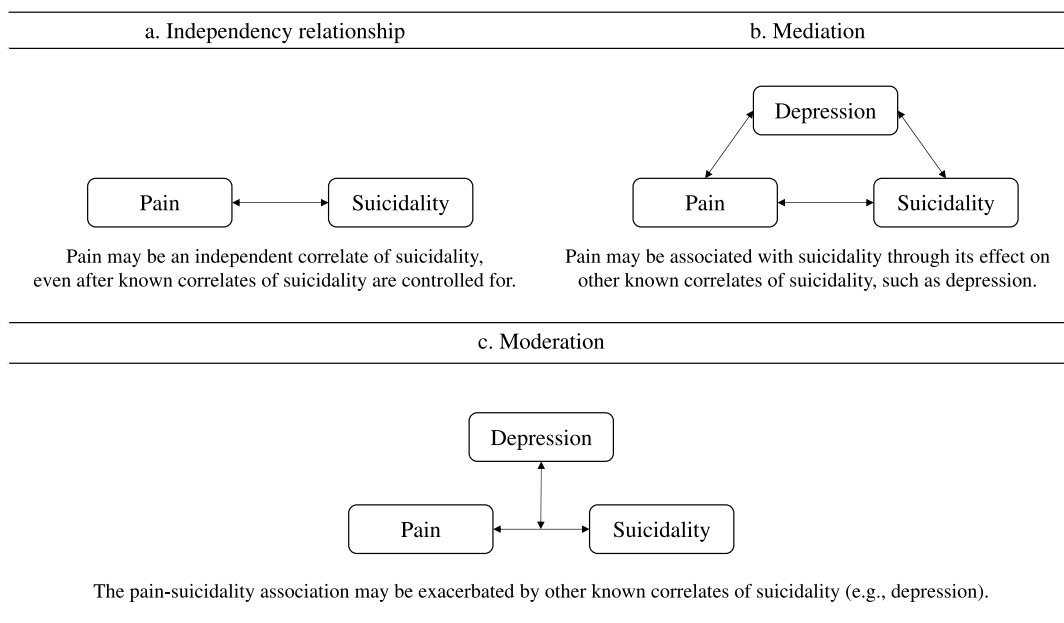 a. Independency relationship
Pain
Suicidality
Pain may be an independent correlate of suicidality,
even after known correlates of suicidality are controlled for.
b. Mediation
Depression
Pain
Suicidality
Pain may be associated with suicidality through its effect on
other known correlates of suicidality, such as depression.
c. Moderation
Depression
Pain
Suicidality
The pain-suicidality association may be exacerbated by other known correlates of suicidality (e.g., depression).